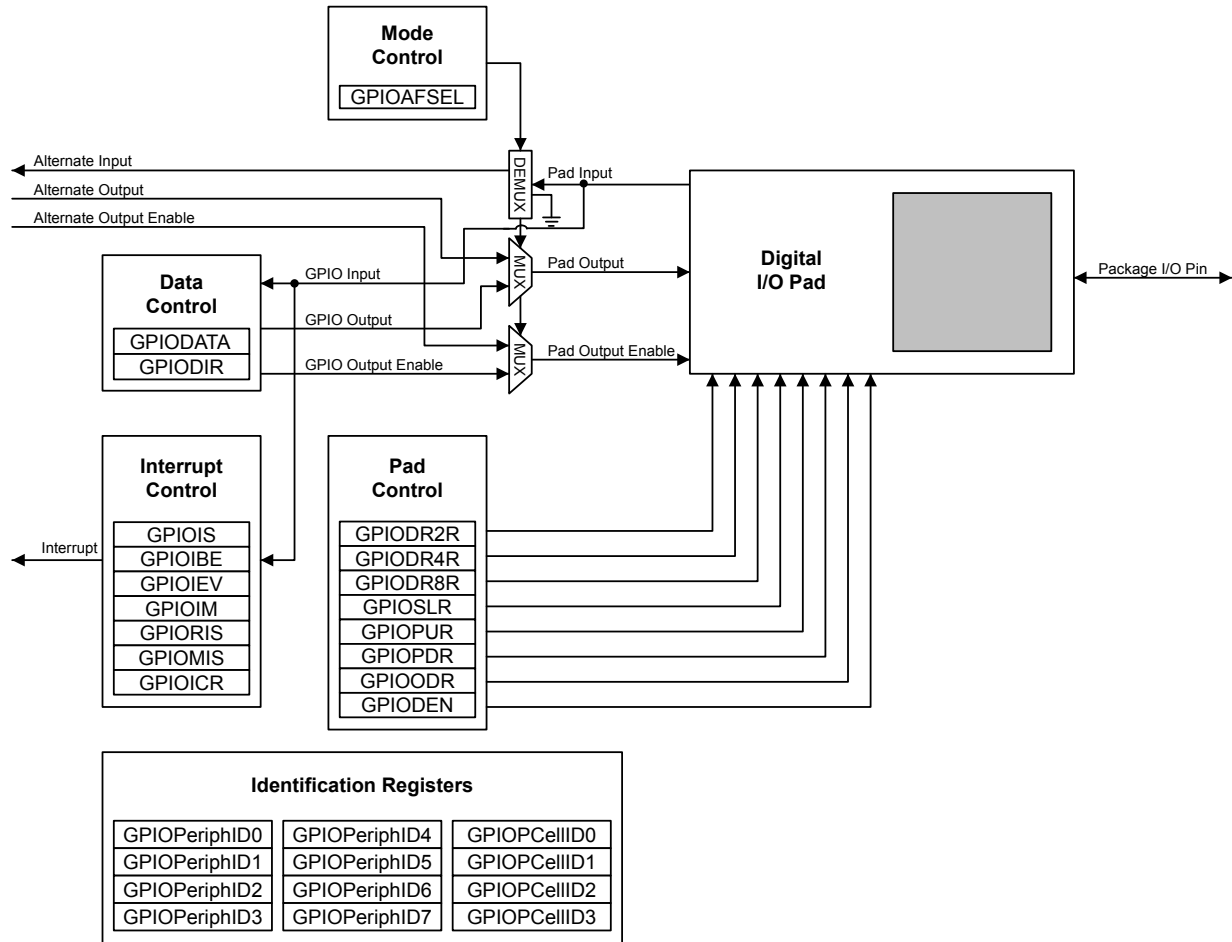 Mode
Control
GPIOAFSEL
Alternate Input
Alternate Output
Alternate Output Enable
DEMUX
Pad Input
MUX
Pad Output
MUX
Pad Output Enable
Digital
I/O Pad
Package I/O Pin
Data
Control
GPIODATA
GPIODIR
GPIO Input
GPIO Output
GPIO Output Enable
Interrupt
Control
GPIOIS
GPIOIBE
GPIOIEV
GPIOIM
GPIORIS
GPIOMIS
GPIOICR
Interrupt
Pad
Control
GPIODR2R
GPIODR4R
GPIODR8R
GPIOSLR
GPIOPUR
GPIOPDR
GPIOODR
GPIODEN
Identification Registers
GPIOPeriphID0
GPIOPeriphID1
GPIOPeriphID2
GPIOPeriphID3
GPIOPeriphID4
GPIOPeriphID5
GPIOPeriphID6
GPIOPeriphID7
GPIOPCellID0
GPIOPCellID1
GPIOPCellID2
GPIOPCellID3